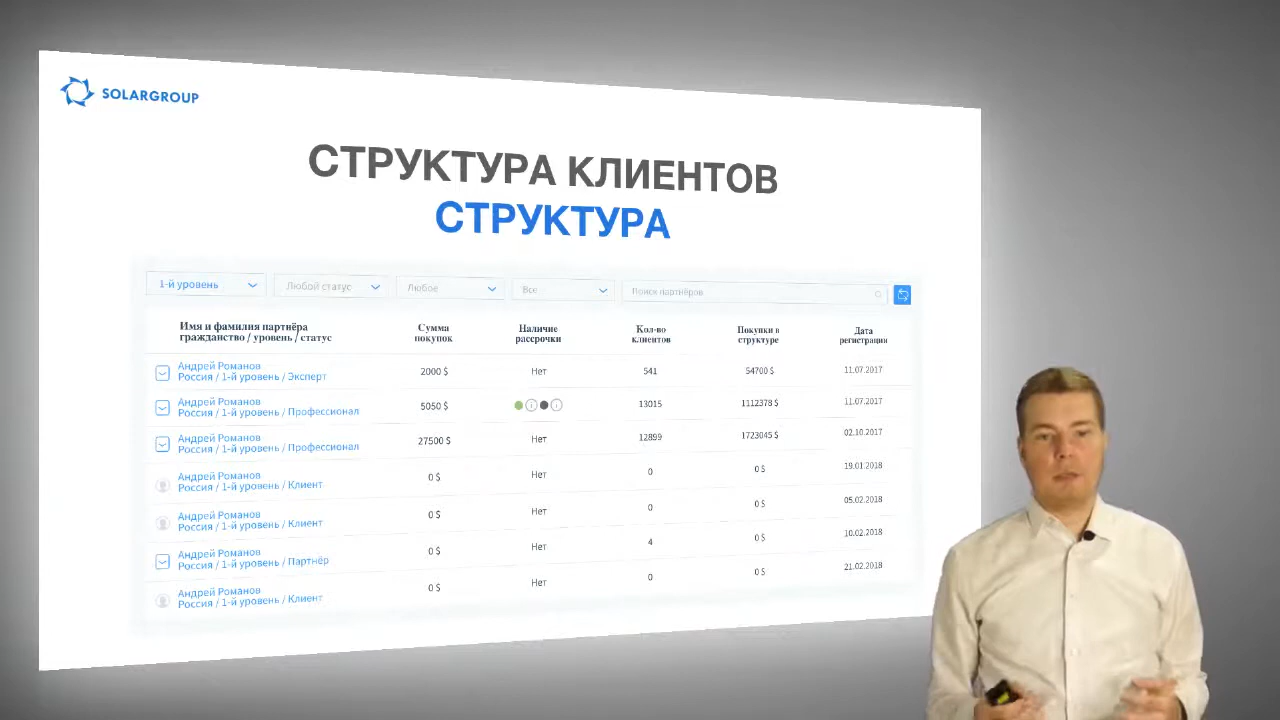 SOLARGROUP
СТРУКТУРА КЛИЕНТОВ
СТРУКТУРА
1-й уровень Любой статус Любое Все Поиск партнёров
Имя и фамилия партнёра
гражданство / уровень / статус
Сумма
покупок
Наличие
рассрочки
Кол-во
клиентов
Покупки в
структуре
Дата
регистрации
Андрей Романов
Россия / 1-й уровень / Эксперт
2000 $ Нет 541 54700 $ 11.07.2017
Андрей Романов
Россия / 1-й уровень / Профессионал
5050 $ 13015 1112378 $ 11.07.2017
Андрей Романов
Россия / 1-й уровень / Профессионал
27500 $ Нет 12899 1723045 $ 02.10.2017
Андрей Романов
Россия / 1-й уровень / Клиент
0 $ Нет 0 0 $ 19.01.2018
Андрей Романов
Россия / 1-й уровень / Клиент
0 $ Нет 0 0 $ 05.02.2018
Андрей Романов
Россия / 1-й уровень / Партнёр
0 $ Нет 4 0 $ 10.02.2018
Андрей Романов
Россия / 1-й уровень / Клиент
0 $ Нет 0 0 $ 21.02.2018